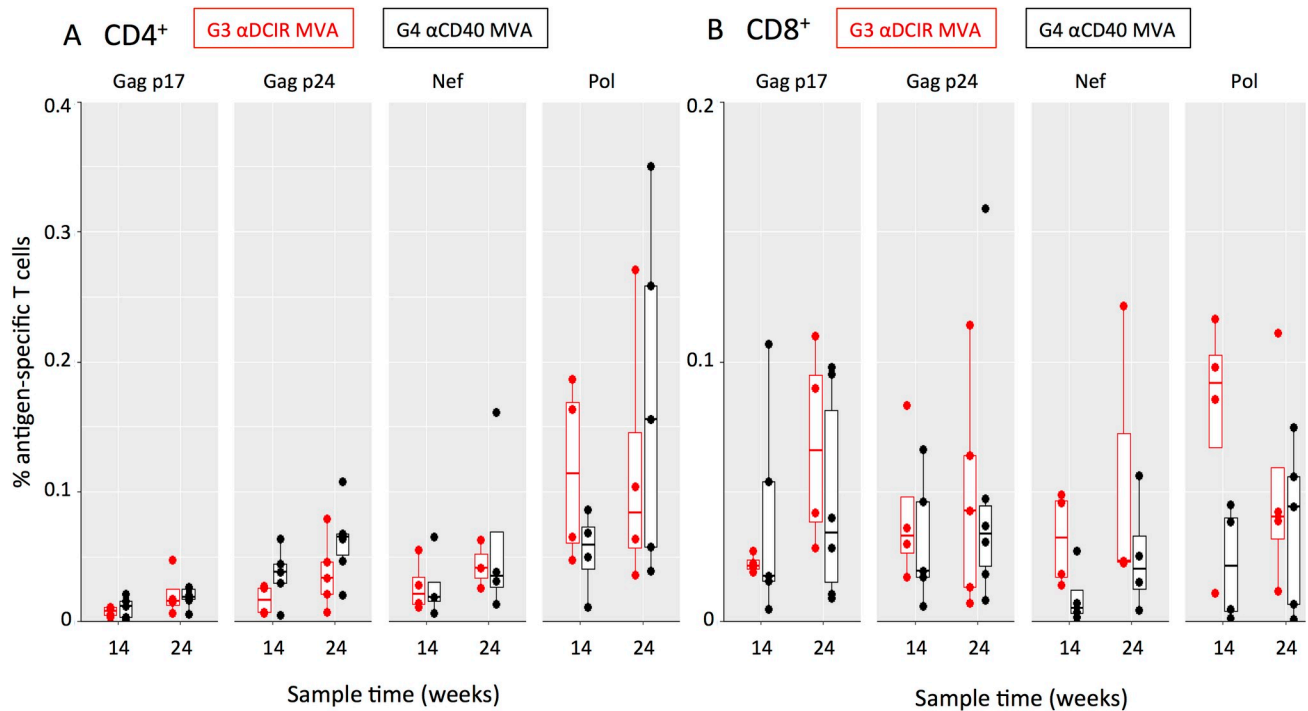 A CD4+ G3 αDCIR MVA G4 αCD40 MVA B CD8+ G3 αDCIR MVA G4 αCD40 MVA
Gag p17 Gag p24 Nef Pol Gag p17 Gag p24 Nef Pol
0.4 0.2
0.3
0.2 0.1
0.1
0 0
% antigen-specific T cells
14 24 14 24 14 24 14 24 14 24 14 24 14 24 14 24
Sample time (weeks) Sample time (weeks)